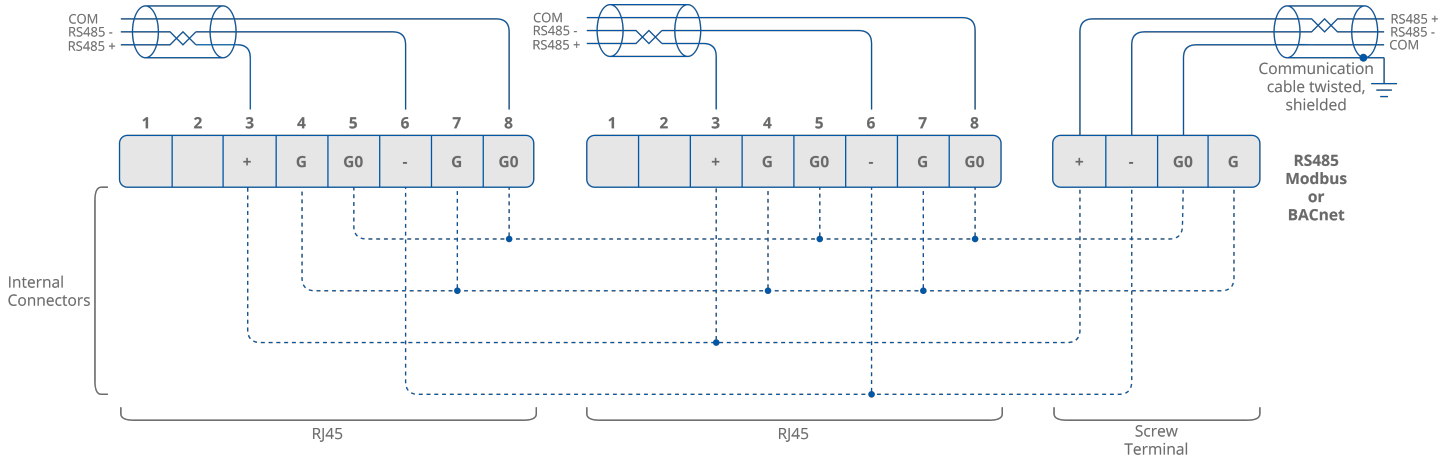 COM
RS485 -
RS485 +
COM
RS485 -
RS485 +
RS485 +
RS485 -
COM
Communication
cable twisted,
shielded
1 2 3 4 5 6 7 8
1 2 3 4 5 6 7 8
+ G G0 - G G0
+ G G0 - G G0
+ - G0 G
RS485
Modbus
or
BACnet
Internal
Connectors
RJ45
RJ45
Screw
Terminal